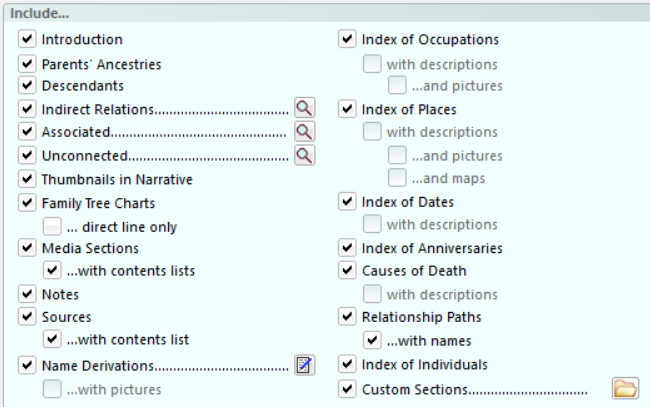 Include...
Introduction
Parents' Ancestries
Descendants
Indirect Relations......................................
Associated..................................................
Unconnected.............................................
Thumbnails in Narrative
Family Tree Charts
... direct line only
Media Sections
...with contents lists
Notes
Sources
...with contents list
Name Derivations......................................
...with pictures
Index of Occupations
with descriptions
...and pictures
Index of Places
with descriptions
...and pictures
...and maps
Index of Dates
with descriptions
Index of Anniversaries
Causes of Death
with descriptions
Relationship Paths
...with names
Index of Individuals
Custom Sections..................................